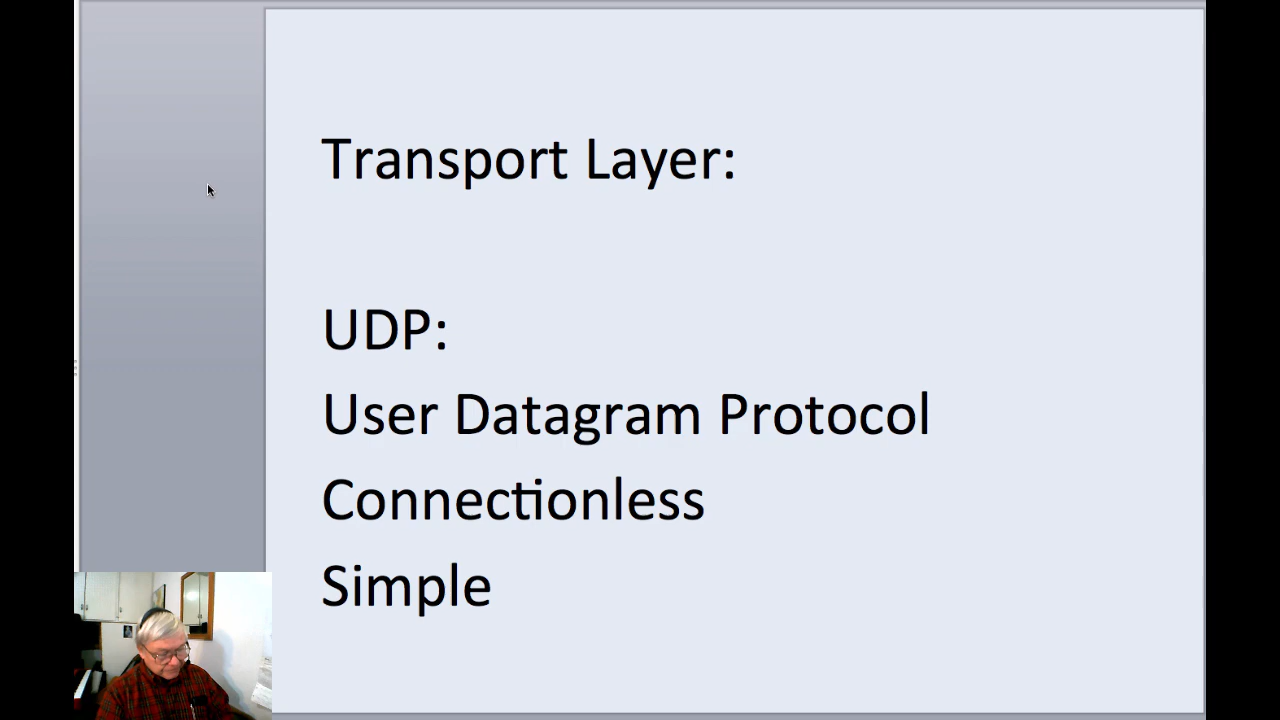 Transport Layer:
UDP:
User Datagram Protocol
Connectionless
Simple